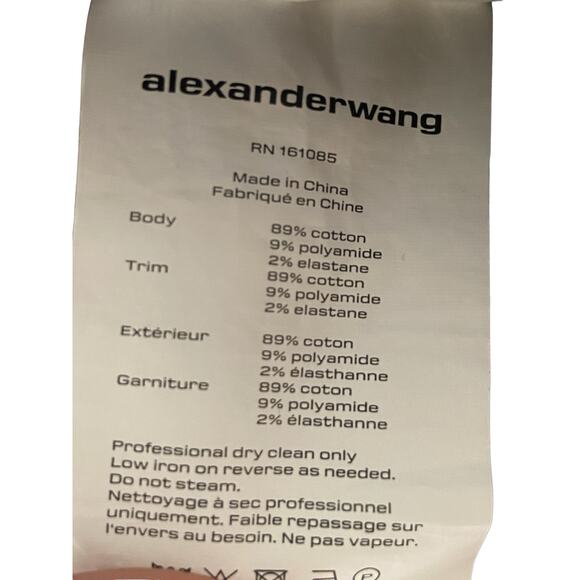 alexanderwang
RN 161085
Made in China
Fabriqué en Chine
Body
89% cotton
9% polyamide
2% elastane
Trim
89% cotton
9% polyamide
2% elastane
Extérieur
89% coton
9% polyamide
2% élasthanne
Garniture
89% coton
9% polyamide
2% élasthanne
Professional dry clean only
Low iron on reverse as needed.
Do not steam.
Nettoyage à sec professionnel
uniquement. Faible repassage sur
l'envers au besoin. Ne pas vapeur.
P